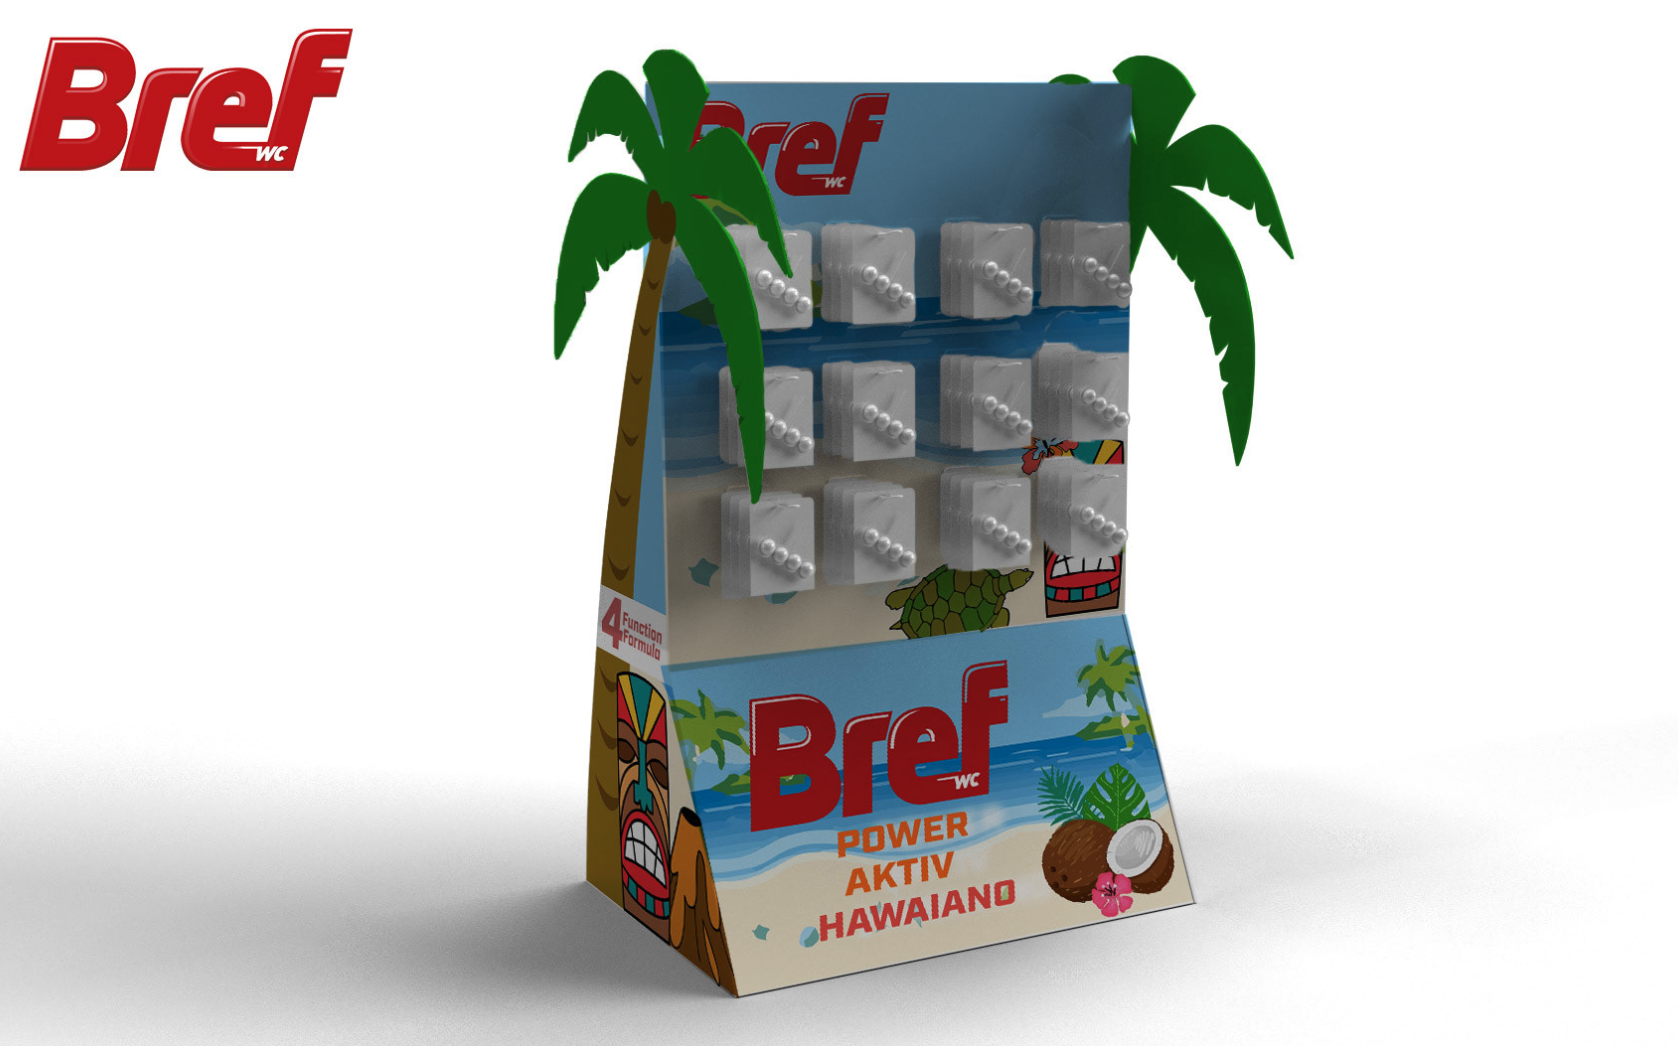 Bref
WC
Bref
WC
4 Function
Formula
Bref
WC
POWER
AKTIV
HAWAIANO